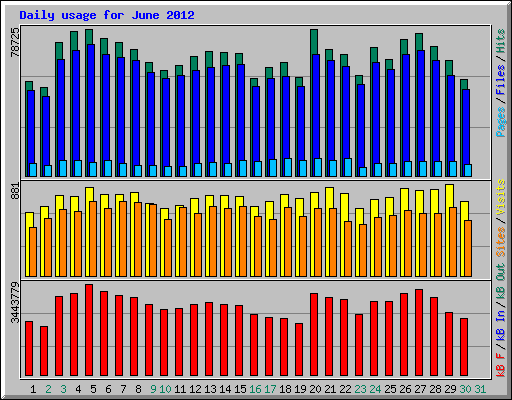 Daily usage for June 2012
78725
Pages / Files / Hits
881
Sites / Visits
3443779
kB F / kB In / kB Out
1 2 3 4 5 6 7 8 9 10 11 12 13 14 15 16 17 18 19 20 21 22 23 24 25 26 27 28 29 30 31